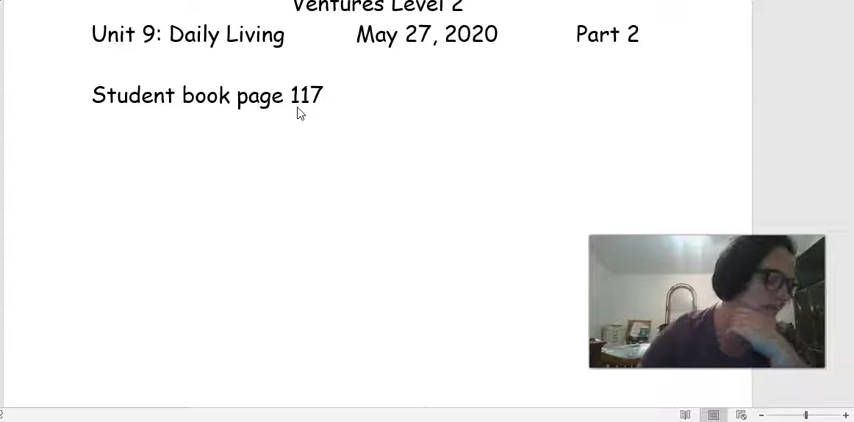 Ventures Level 2
Unit 9: Daily Living May 27, 2020 Part 2
Student book page 117